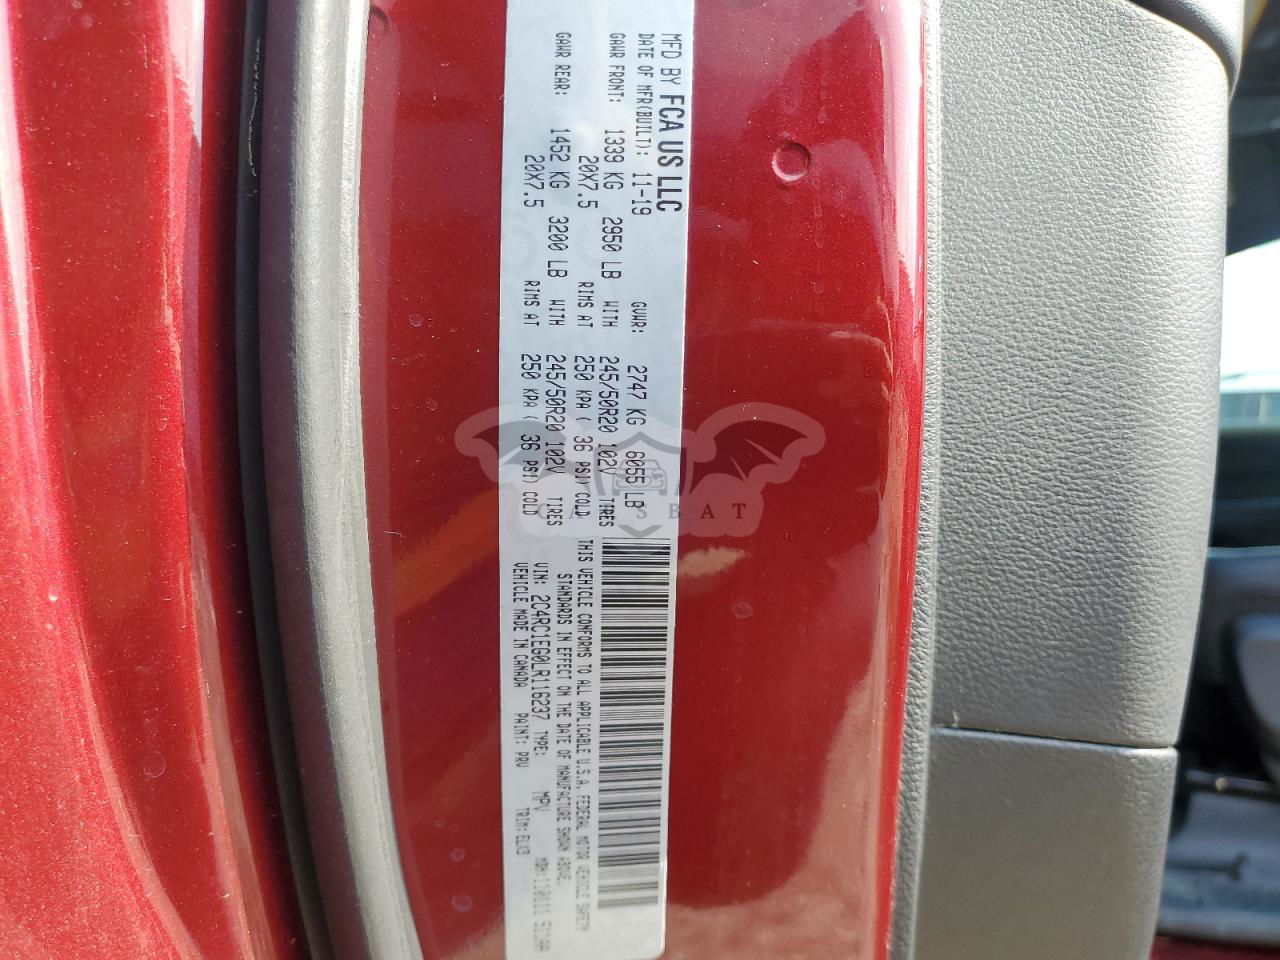 MFD BY FCA US LLC
DATE OF MFR(BUILT): 11-19 GVWR: 2747 KG 6055 LB
GAWR FRONT: 1339 KG 2950 LB WITH 245/50R20 102V TIRES
20X7.5 RIMS AT 250 KPA ( 36 PSI) COLD
GAWR REAR: 1452 KG 3200 LB WITH 245/50R20 102V TIRES
20X7.5 RIMS AT 250 KPA ( 36 PSI) COLD
THIS VEHICLE CONFORMS TO ALL APPLICABLE U.S.A. FEDERAL MOTOR VEHICLE SAFETY
STANDARDS IN EFFECT ON THE DATE OF MANUFACTURE SHOWN ABOVE.
VIN: 2C4RC1EG0LR116237 TYPE: MPV MDH:
VEHICLE MADE IN CANADA PAINT: PRV TRIM: ELX3
BAT